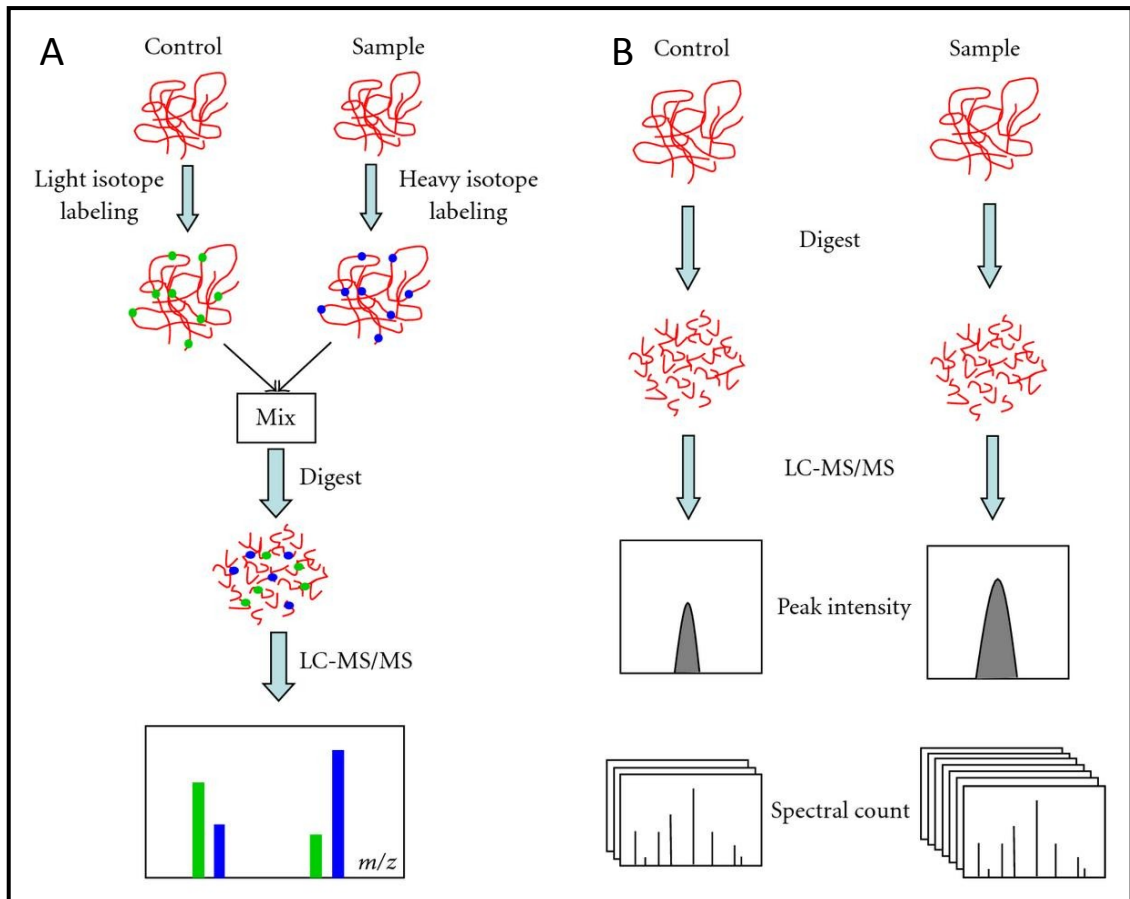 A
Control
Sample
Light isotope
labeling
Heavy isotope
labeling
Mix
Digest
LC-MS/MS
m/z
B
Control
Sample
Digest
LC-MS/MS
Peak intensity
Spectral count